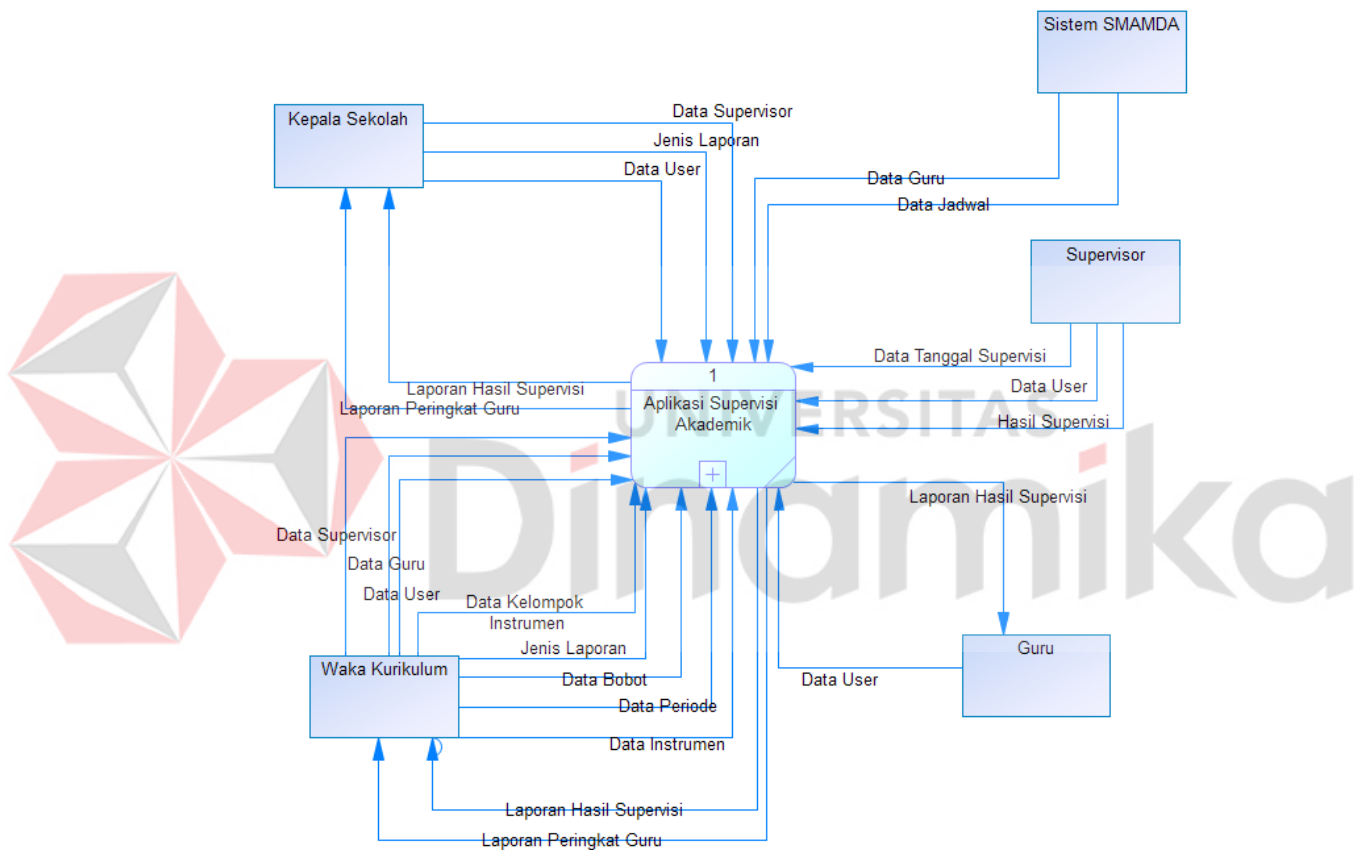 Sistem SMAMDA
Kepala Sekolah
Data Supervisor
Jenis Laporan
Data User
Data Guru
Data Jadwal
Supervisor
Data Tanggal Supervisi
Data User
Hasil Supervisi
1
Aplikasi Supervisi
Akademik
Laporan Hasil Supervisi
Laporan Peringkat Guru
UNIVERSITAS
Dinamika
Laporan Hasil Supervisi
Data Supervisor
Data Guru
Data User
Data Kelompok
Instrumen
Jenis Laporan
Waka Kurikulum
Data Bobot
Data Periode
Data Instrumen
Guru
Data User
Laporan Hasil Supervisi
Laporan Peringkat Guru